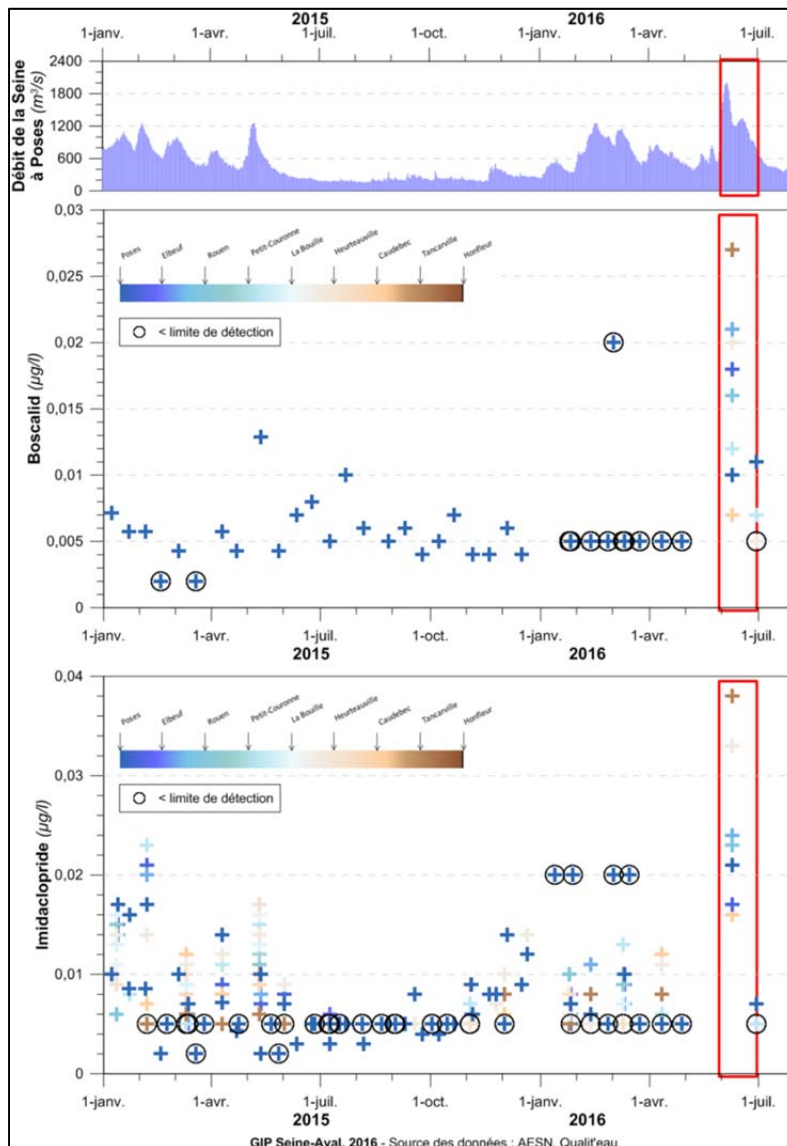 2015 2016
1-janv. 1-avr. 1-juil. 1-oct. 1-janv. 1-avr. 1-juil.
Débit de la Seine
à Poses (m³/s)
2400
1800
1200
600
0
Boscalid (µg/l)
0,03
0,025
0,02
0,015
0,01
0,005
0
Poses Elbeuf Rouen Petit-Couronne La Bouille Heurteauville Caudebec Tancarville Honfleur
< limite de détection
1-janv. 1-avr. 1-juil. 1-oct. 1-janv. 1-avr. 1-juil.
2015 2016
Imidaclopride (µg/l)
0,04
0,03
0,02
0,01
0
Poses Elbeuf Rouen Petit-Couronne La Bouille Heurteauville Caudebec Tancarville Honfleur
< limite de détection
1-janv. 1-avr. 1-juil. 1-oct. 1-janv. 1-avr. 1-juil.
2015 2016
GIP Seine-Aval, 2016 - Source des données : AESN, Qualit'eau